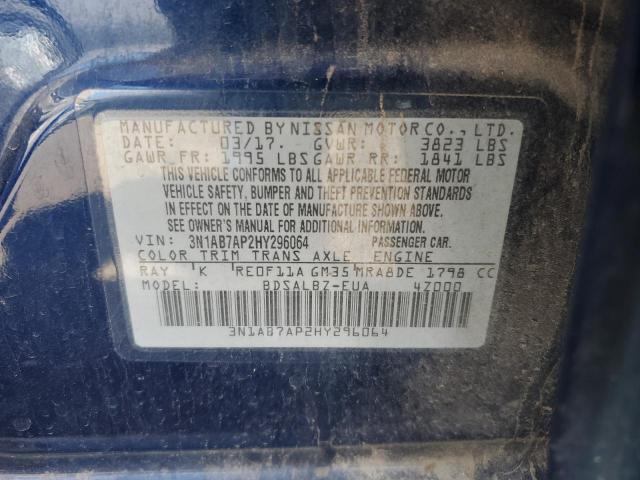 MANUFACTURED BY NISSAN MOTOR CO., LTD.
DATE: 03/17. GVWR: 3823 LBS
GAWR FR: 1995 LBS GAWR RR: 1841 LBS
THIS VEHICLE CONFORMS TO ALL APPLICABLE FEDERAL MOTOR
VEHICLE SAFETY, BUMPER AND THEFT PREVENTION STANDARDS
IN EFFECT ON THE DATE OF MANUFACTURE SHOWN ABOVE.
SEE OWNER'S MANUAL FOR ADDITIONAL INFORMATION.
VIN: 3N1AB7AP2HY296064 PASSENGER CAR.
COLOR TRIM TRANS AXLE ENGINE
RAY K RE0F11A GM35 MRA8DE 1798 CC
MODEL: BDSALBZ-EUA 4Z000
3N1AB7AP2HY296064